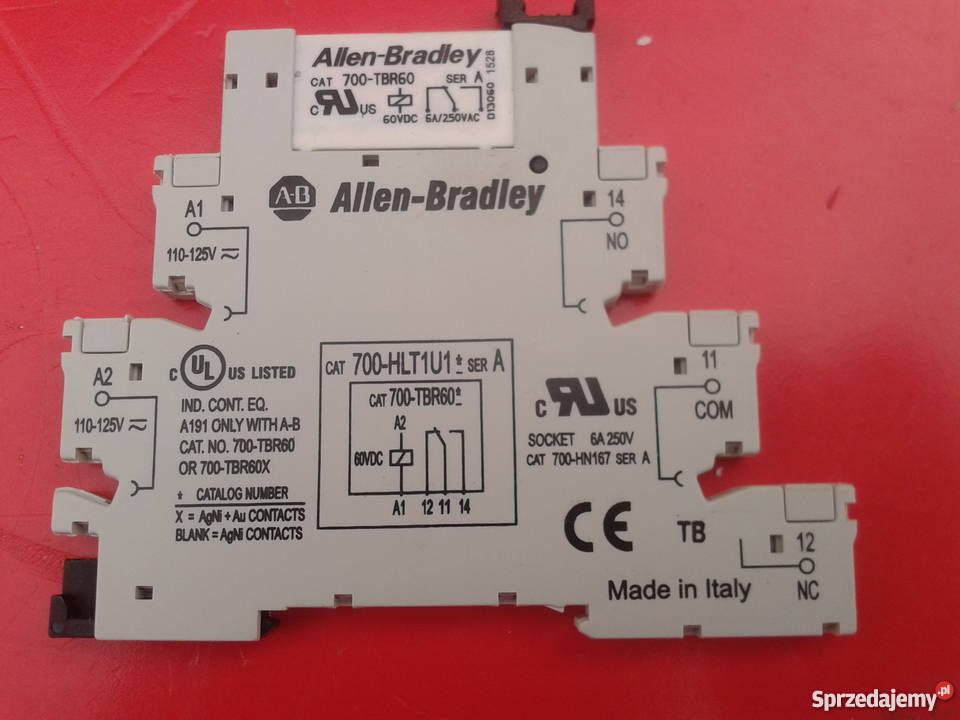 Allen-Bradley
CAT 700-TBR60 SER A
C US
60VDC 6A/250VAC
D13060 1528
A-B Allen-Bradley
A1
110-125V
14
NO
A2
110-125V
C UL US LISTED
IND. CONT. EQ.
A191 ONLY WITH A-B
CAT. NO. 700-TBR60
OR 700-TBR60X
* CATALOG NUMBER
X = AgNi + Au CONTACTS
BLANK = AgNi CONTACTS
CAT 700-HLT1U1* SER A
CAT 700-TBR60*
A2
60VDC
A1 12 11 14
C US
SOCKET 6A 250V
CAT 700-HN167 SER A
11
COM
CE TB
12
NC
Made in Italy
Sprzedajemy.pl